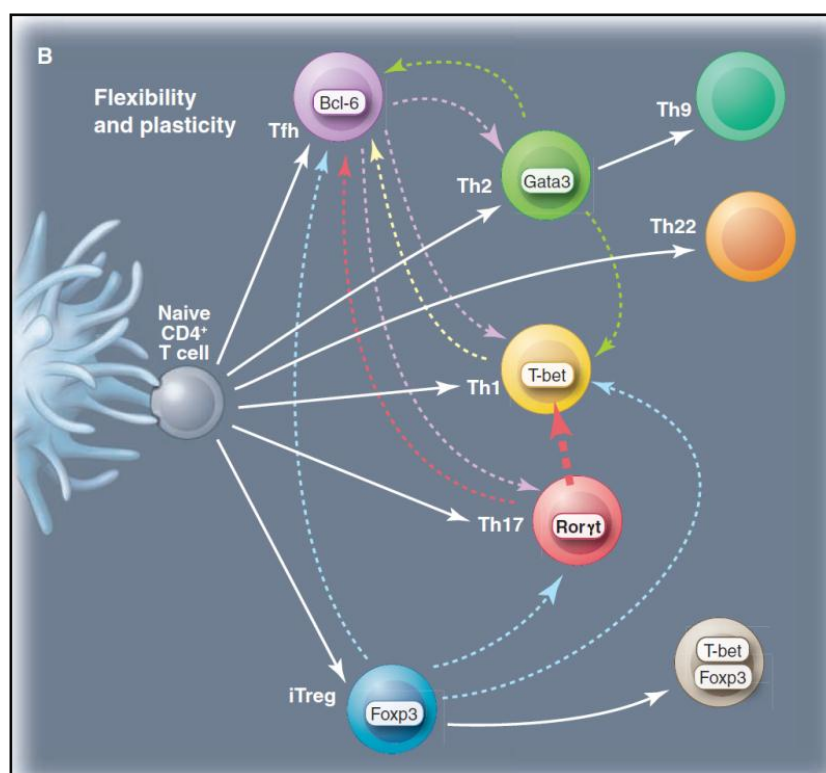 B
Flexibility
and plasticity
Bcl-6
Tfh
Th9
Th2
Gata3
Th22
Naive
CD4⁺
T cell
T-bet
Th1
Th17
Rorγt
T-bet
Foxp3
iTreg
Foxp3